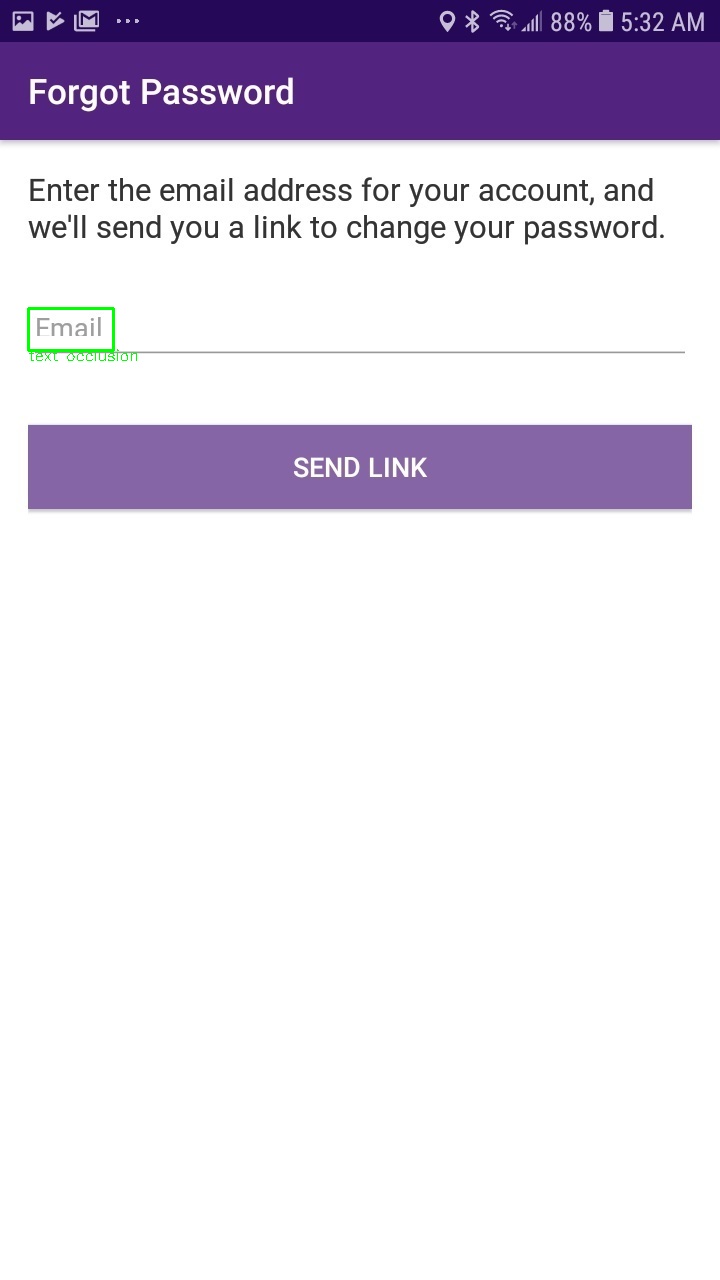 88% 5:32 AM
Forgot Password
Enter the email address for your account, and
we'll send you a link to change your password.
Email
text occlusion
SEND LINK